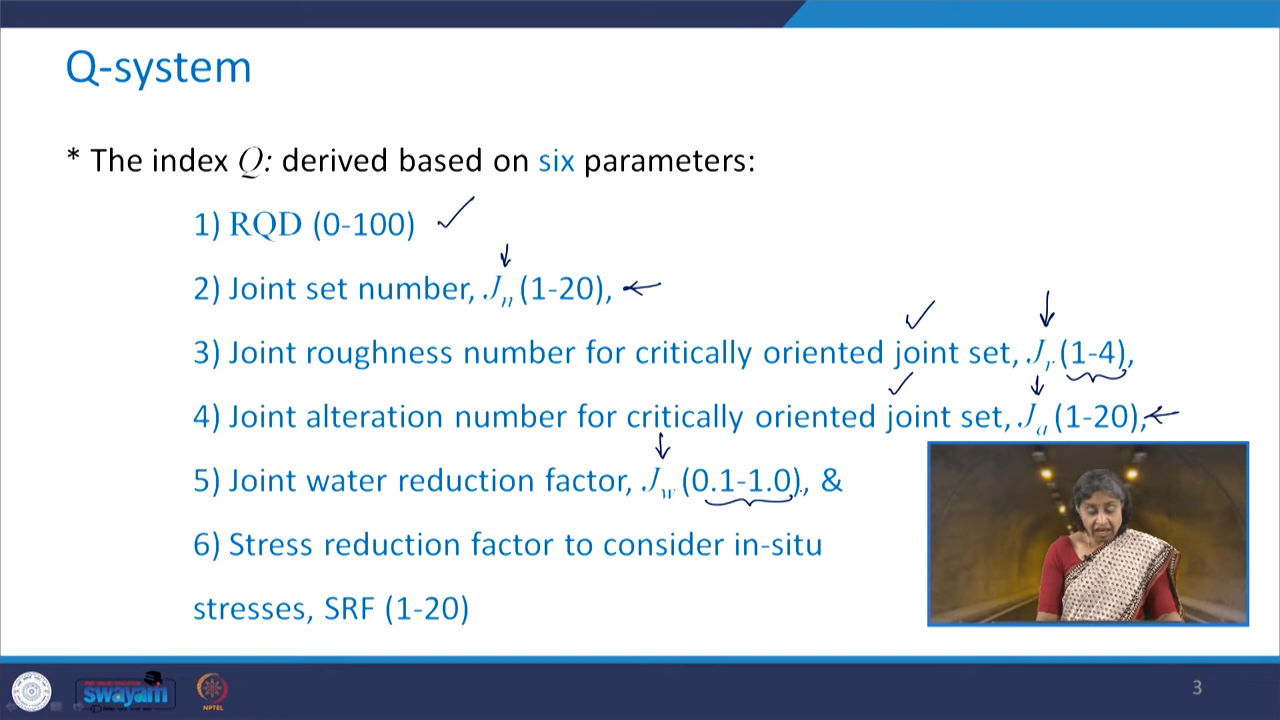 Q-system
* The index Q: derived based on six parameters:
1) RQD (0-100)
2) Joint set number, Jn (1-20),
3) Joint roughness number for critically oriented joint set, Jr (1-4),
4) Joint alteration number for critically oriented joint set, Ja (1-20),
5) Joint water reduction factor, Jw (0.1-1.0), &
6) Stress reduction factor to consider in-situ
stresses, SRF (1-20)
swayam
NPTEL
3